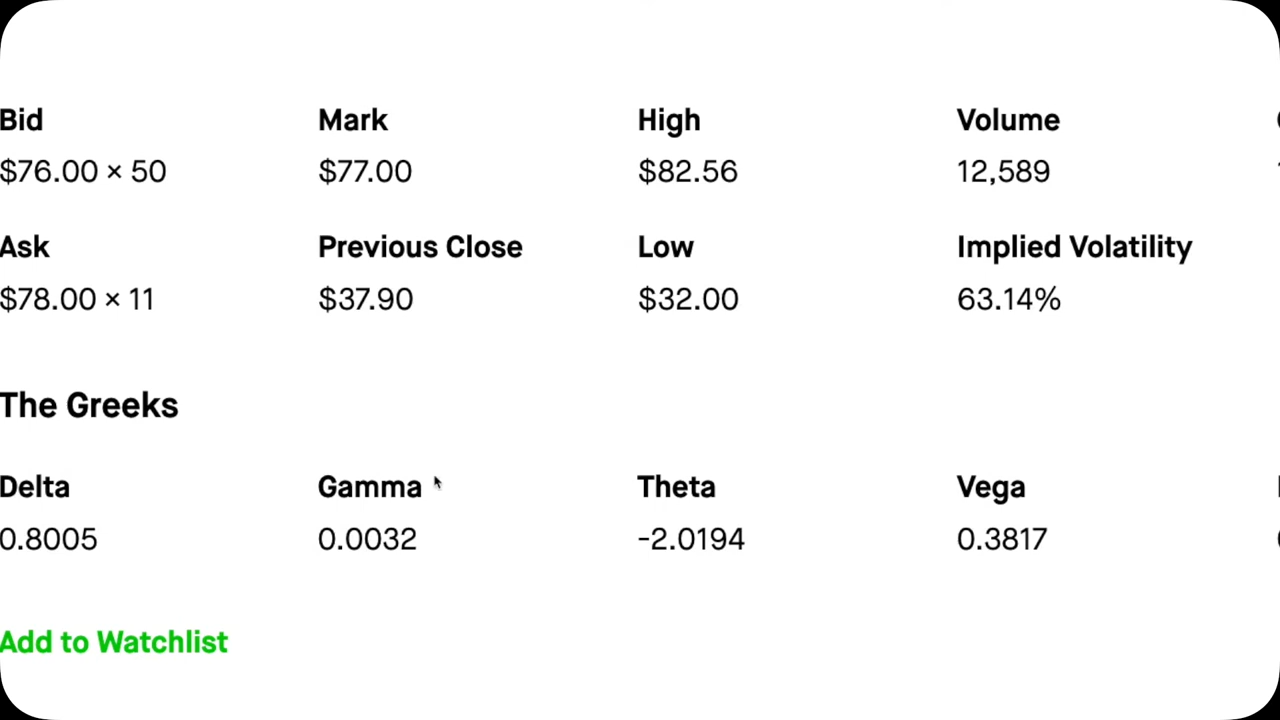 Bid Mark High Volume
$76.00 × 50 $77.00 $82.56 12,589
Ask Previous Close Low Implied Volatility
$78.00 × 11 $37.90 $32.00 63.14%
The Greeks
Delta Gamma Theta Vega
0.8005 0.0032 -2.0194 0.3817
Add to Watchlist